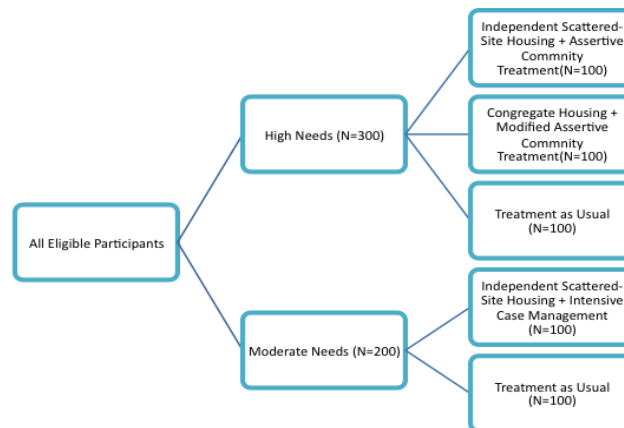 Independent Scattered-
Site Housing + Assertive
Commnity
Treatment(N=100)
High Needs (N=300)
Congregate Housing +
Modified Assertive
Commnity
Treatment(N=100)
Treatment as Usual
(N=100)
All Eligible Participants
Independent Scattered-
Site Housing + Intensive
Case Management
(N=100)
Moderate Needs (N=200)
Treatment as Usual
(N=100)